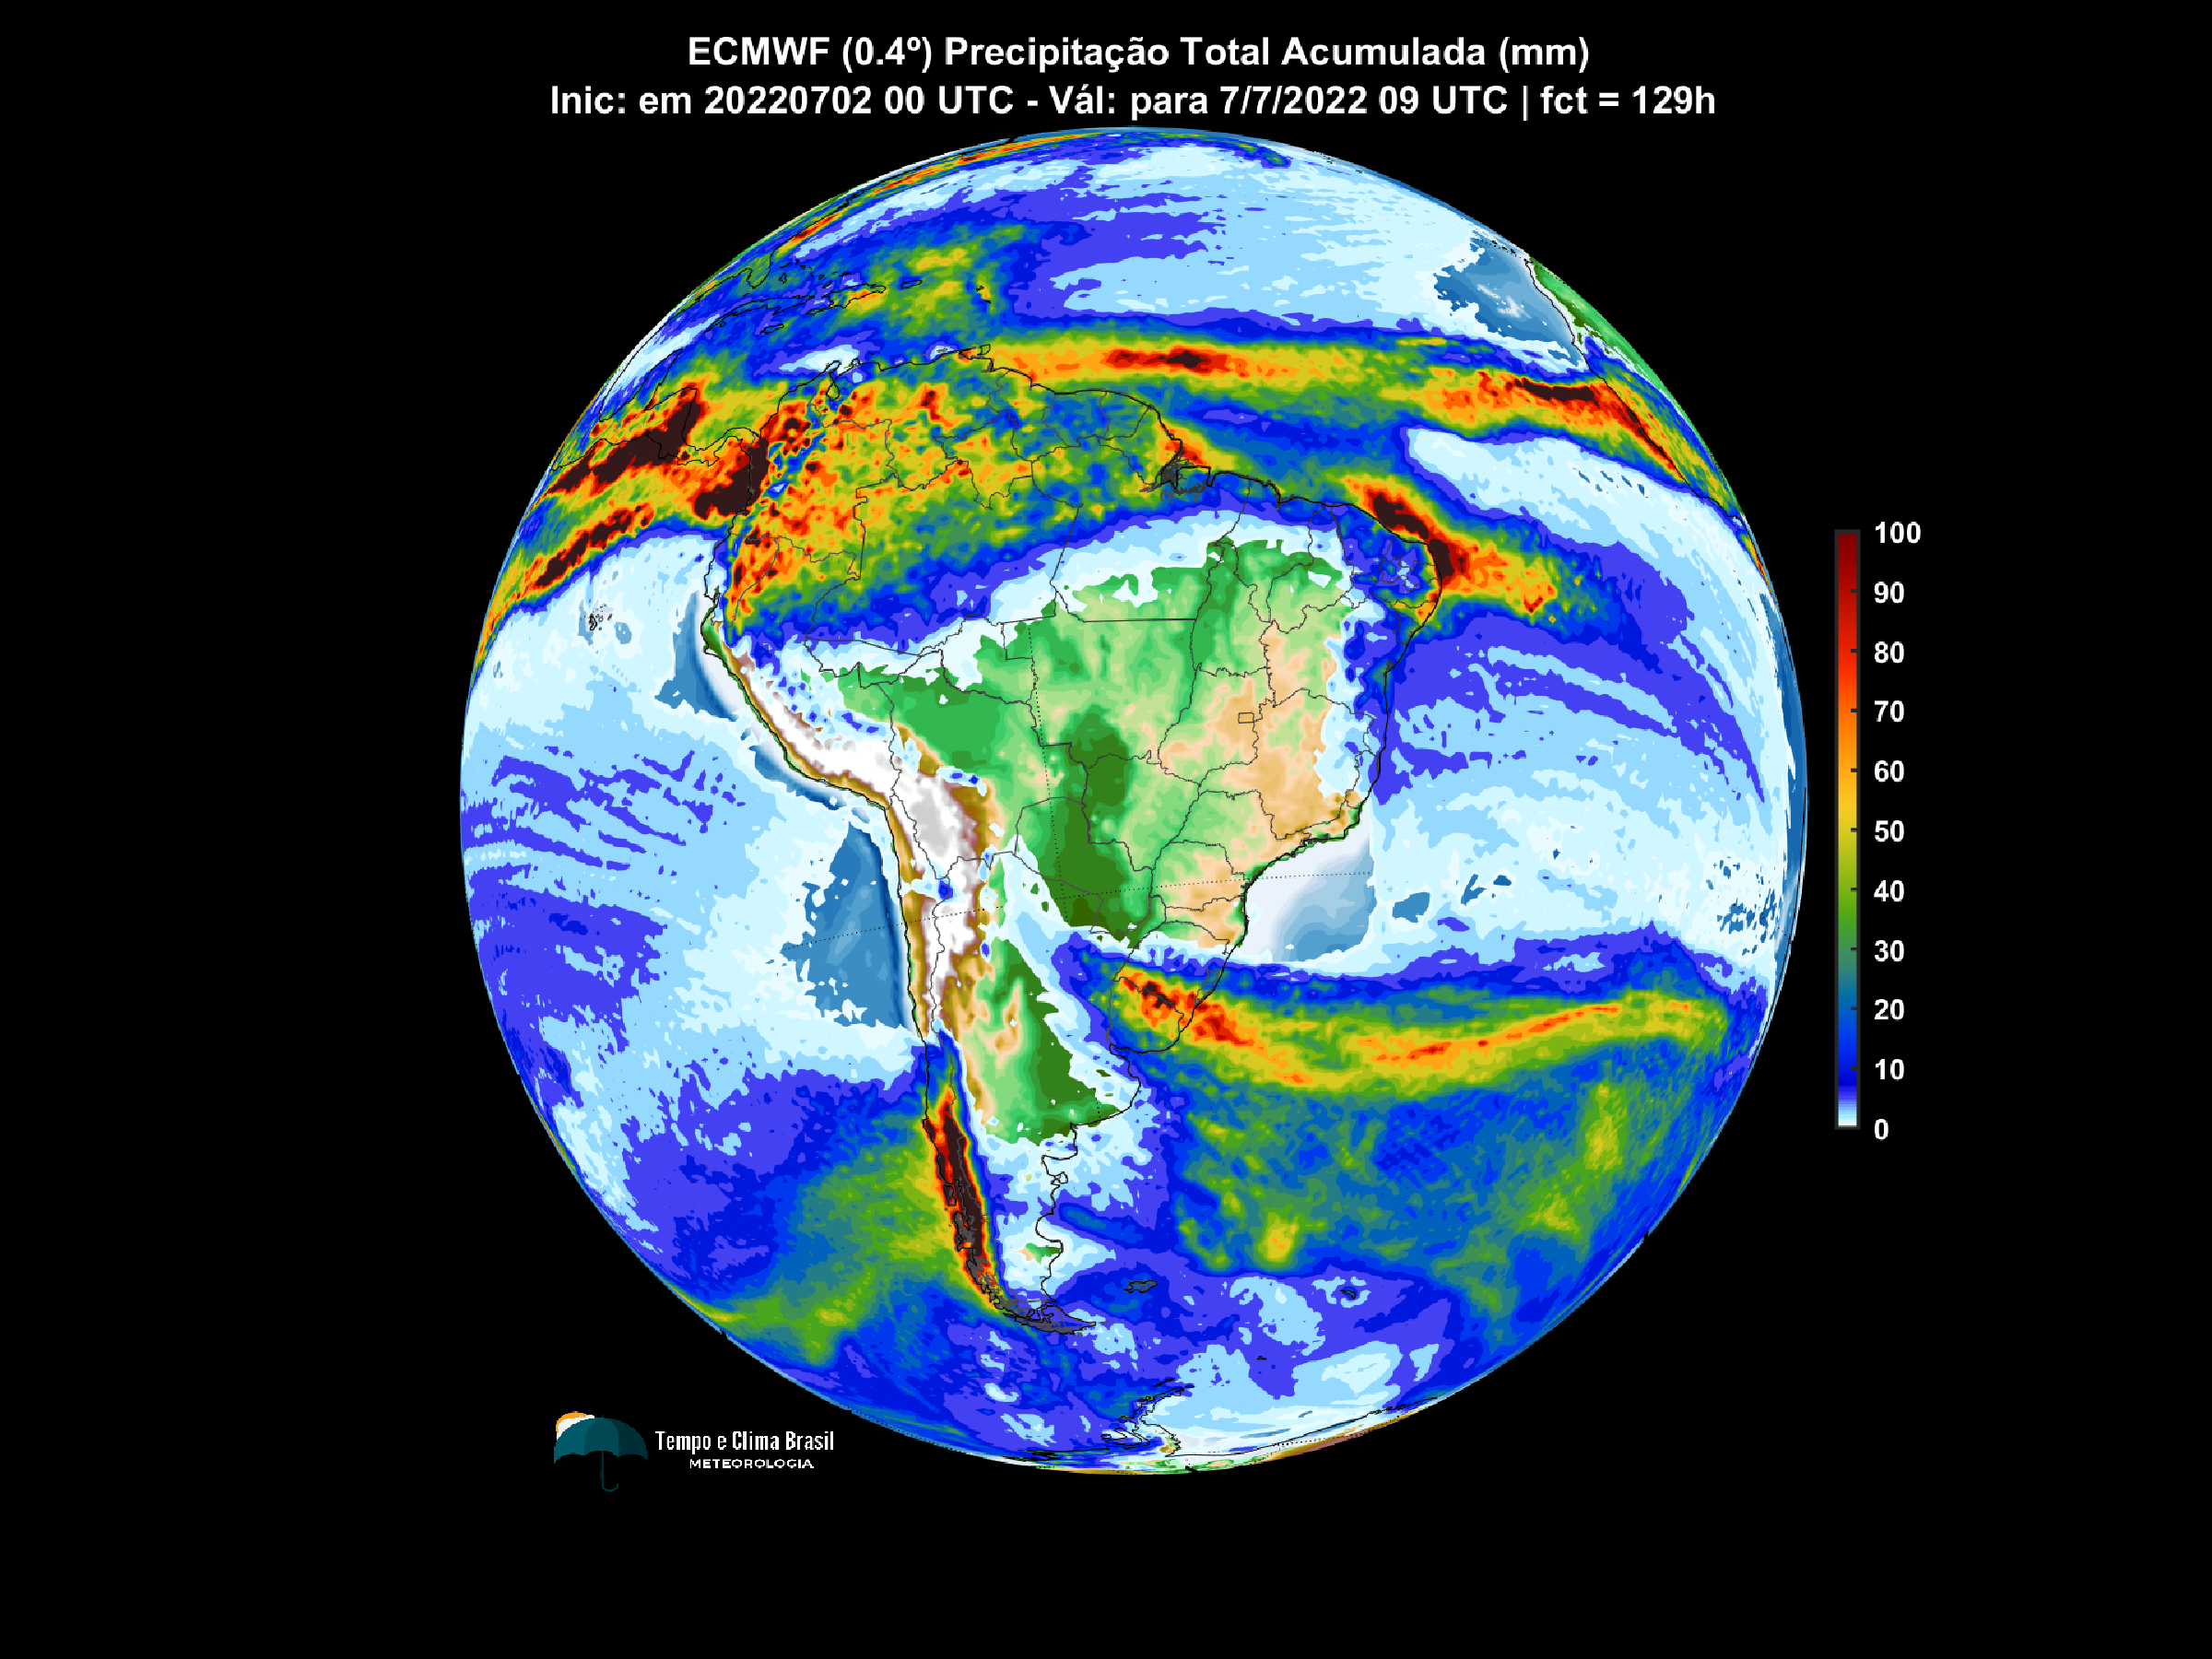 ECMWF (0.4º) Precipitação Total Acumulada (mm)
Inic: em 20220702 00 UTC - Vál: para 7/7/2022 09 UTC | fct = 129h
100
90
80
70
60
50
40
30
20
10
0
Tempo e Clima Brasil
METEOROLOGIA